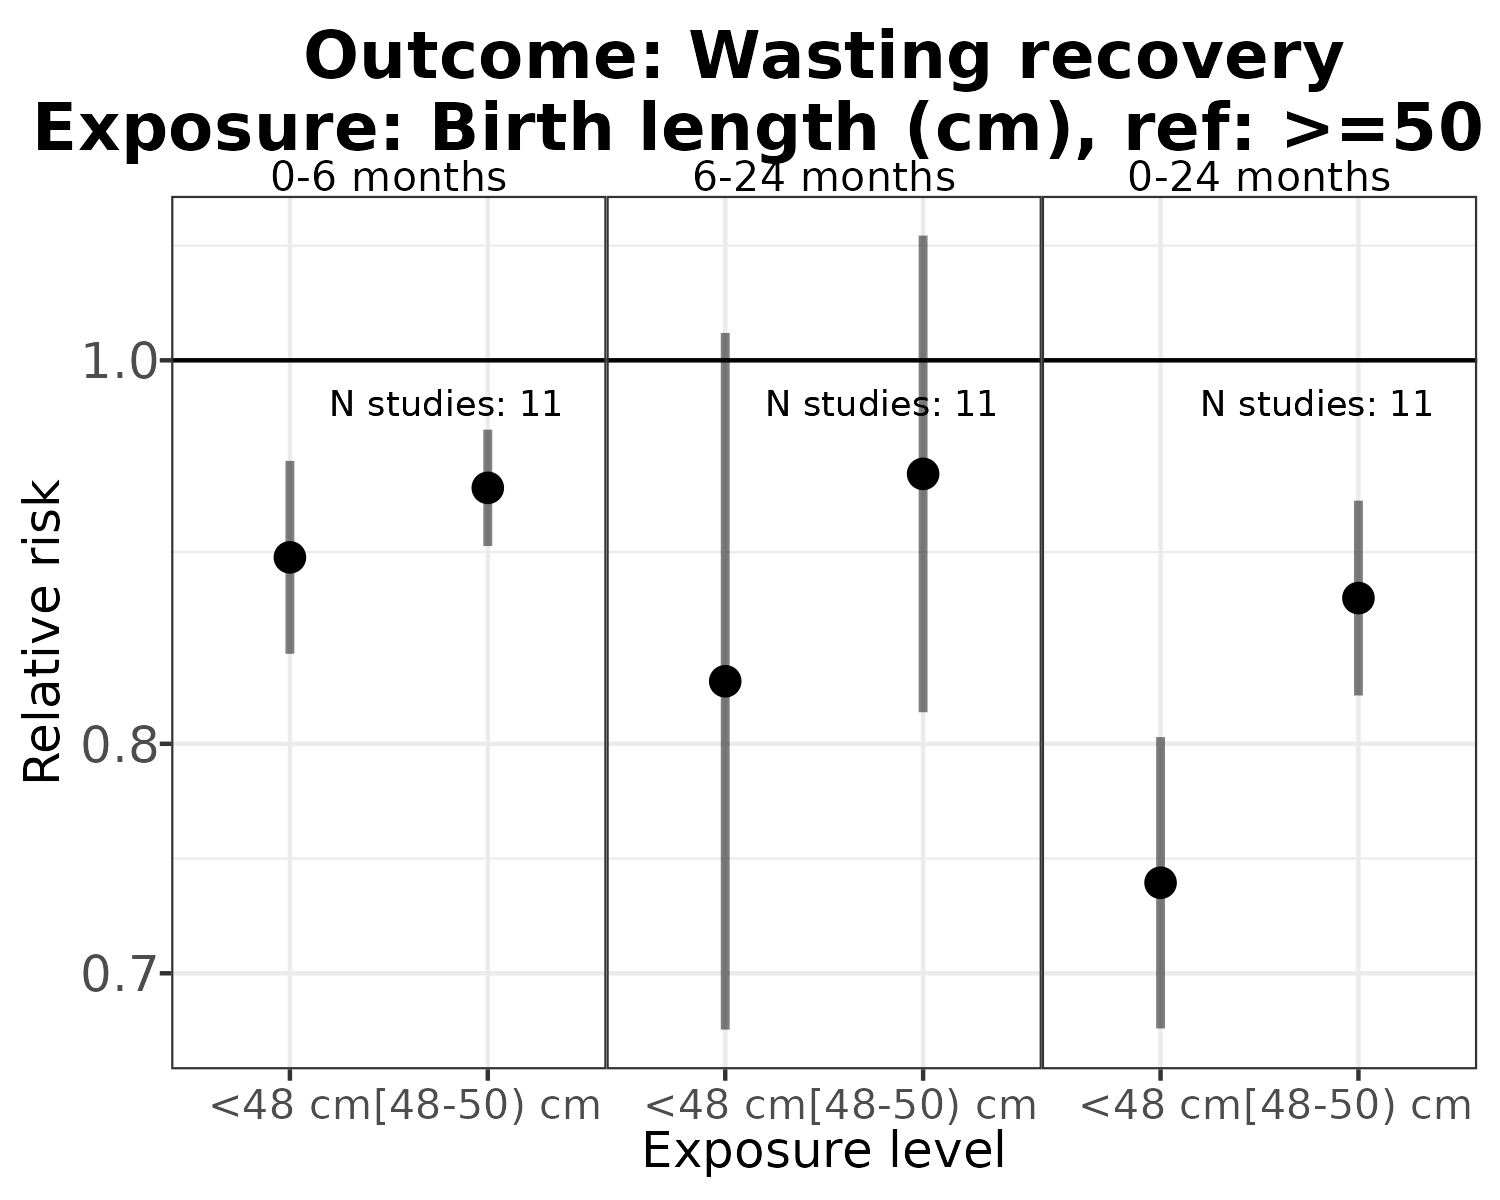 Outcome: Wasting recovery
Exposure: Birth length (cm), ref: >=50
0-6 months 6-24 months 0-24 months
1.0
N studies: 11 N studies: 11 N studies: 11
Relative risk
0.8
0.7
<48 cm[48-50) cm <48 cm[48-50) cm <48 cm[48-50) cm
Exposure level